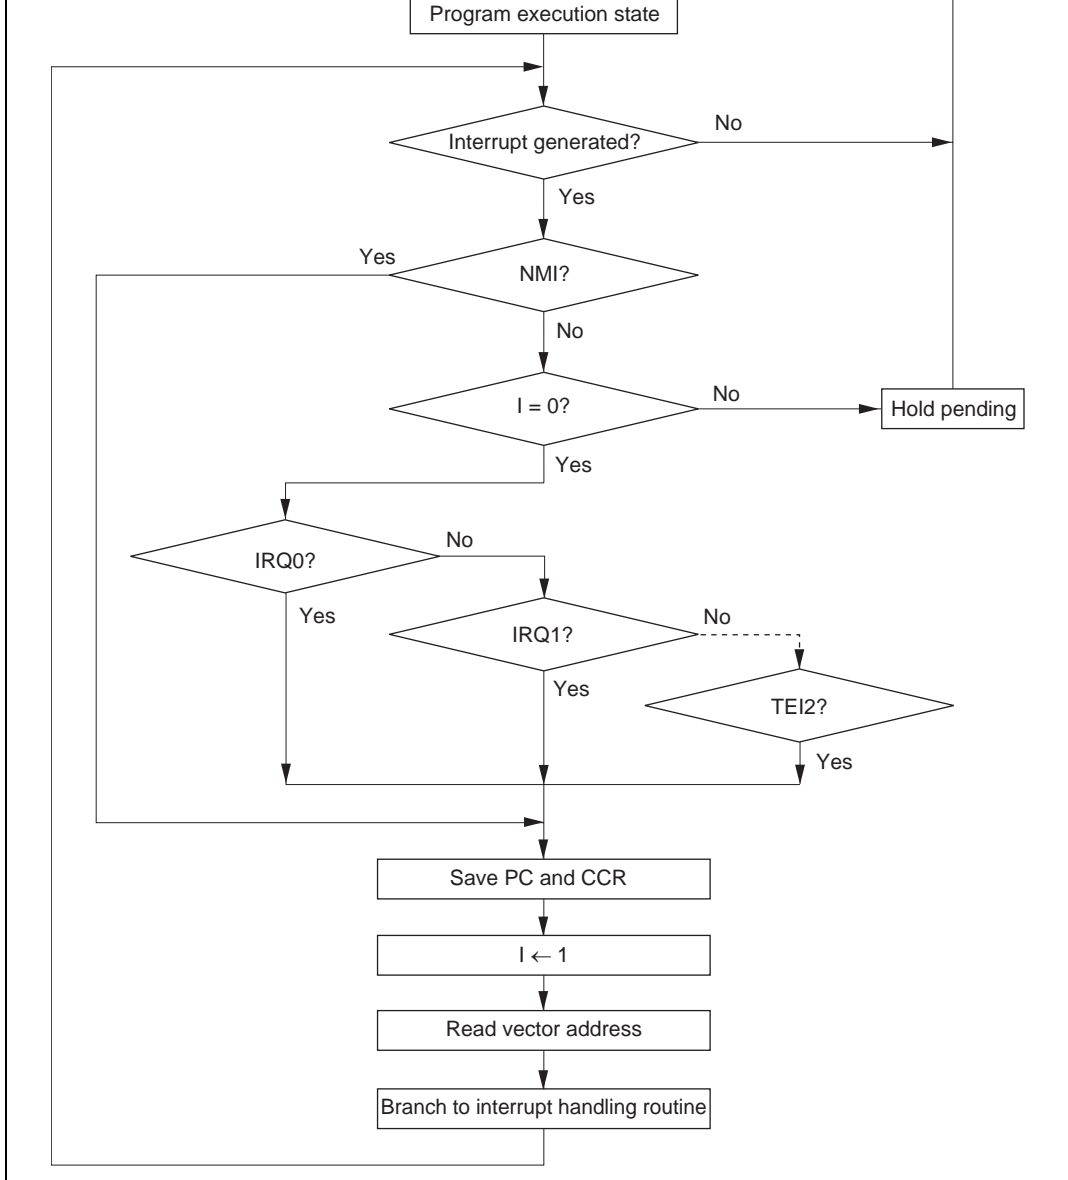 Program execution state
Interrupt generated?
No
Yes
Yes
NMI?
No
I = 0?
No
Hold pending
Yes
IRQ0?
No
Yes
IRQ1?
No
Yes
TEI2?
Yes
Save PC and CCR
I ← 1
Read vector address
Branch to interrupt handling routine